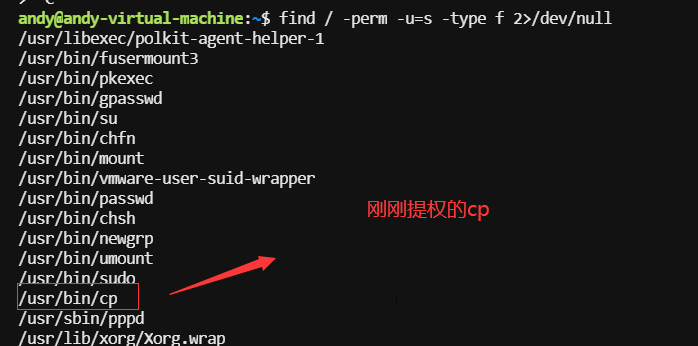 andy@andy-virtual-machine:~$ find / -perm -u=s -type f 2>/dev/null
/usr/libexec/polkit-agent-helper-1
/usr/bin/fusermount3
/usr/bin/pkexec
/usr/bin/gpasswd
/usr/bin/su
/usr/bin/chfn
/usr/bin/mount
/usr/bin/vmware-user-suid-wrapper
/usr/bin/passwd
刚刚提权的cp
/usr/bin/chsh
/usr/bin/newgrp
/usr/bin/umount
/usr/bin/sudo
/usr/bin/cp
/usr/sbin/pppd
/usr/lib/xorg/Xorg.wrap